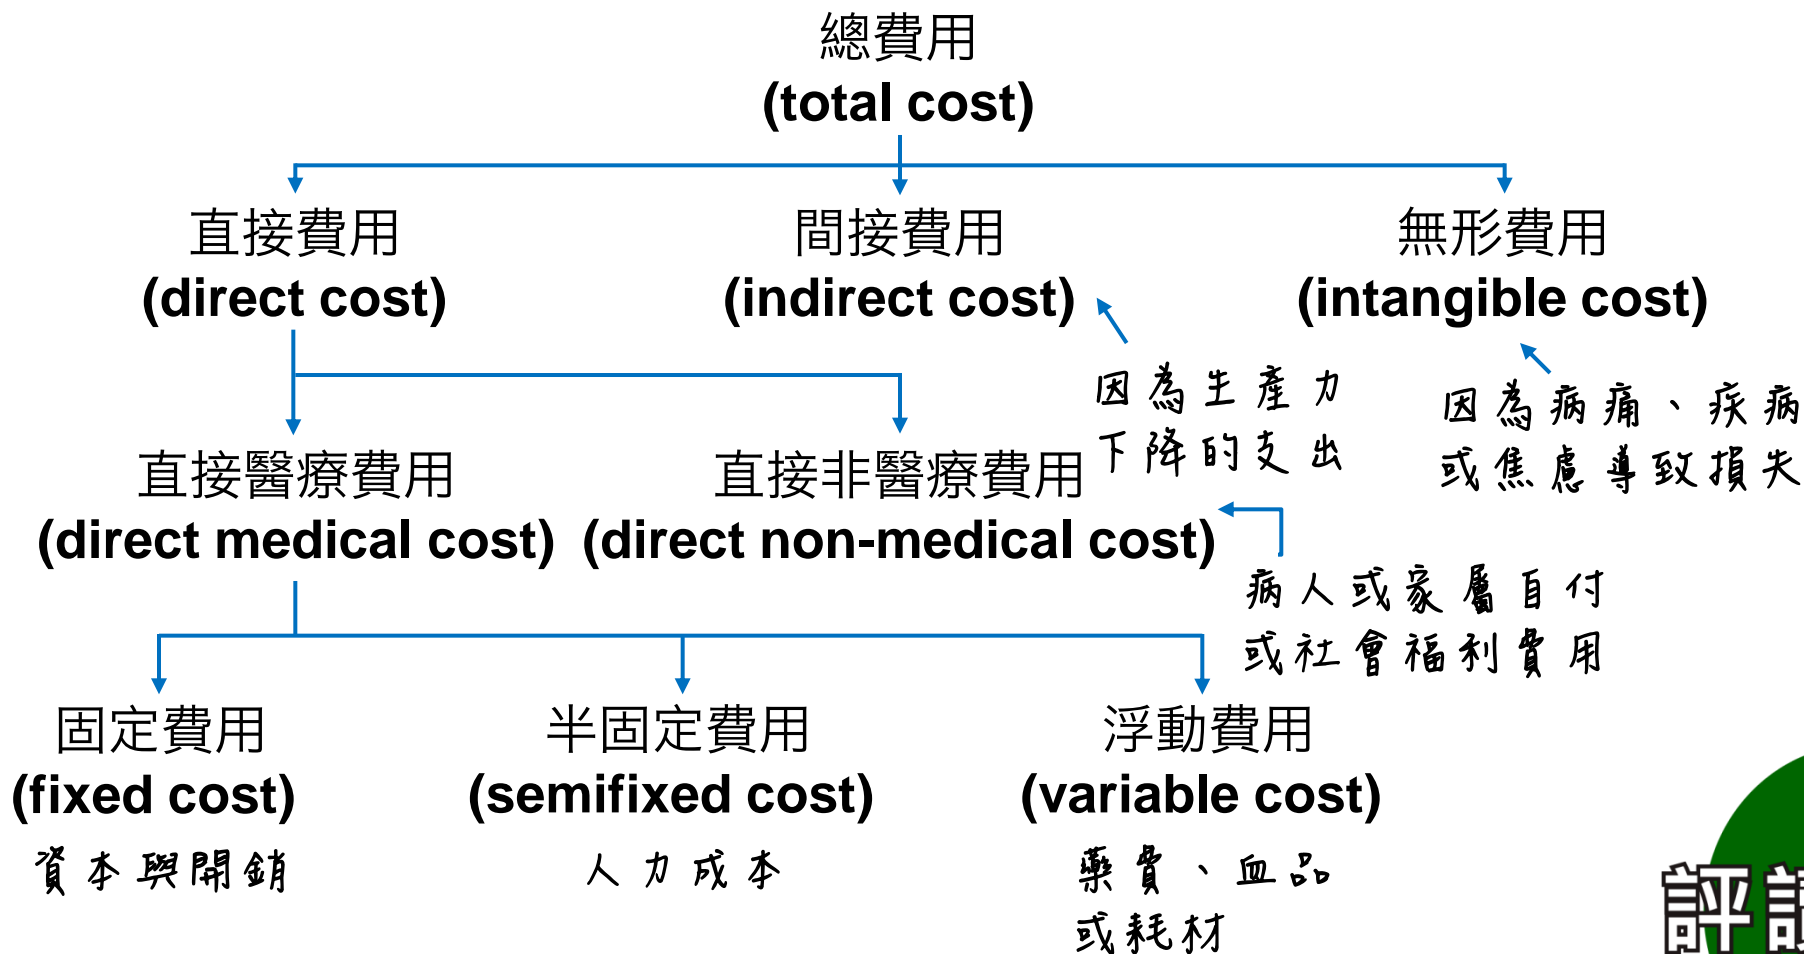 總費用
(total cost)
直接費用
(direct cost)
間接費用
(indirect cost)
無形費用
(intangible cost)
因為生產力
下降的支出
因為病痛、疾病
或焦慮導致損失
直接醫療費用
(direct medical cost)
直接非醫療費用
(direct non-medical cost)
病人或家屬自付
或社會福利費用
固定費用
(fixed cost)
資本與開銷
半固定費用
(semifixed cost)
人力成本
浮動費用
(variable cost)
藥費、血品
或耗材
評